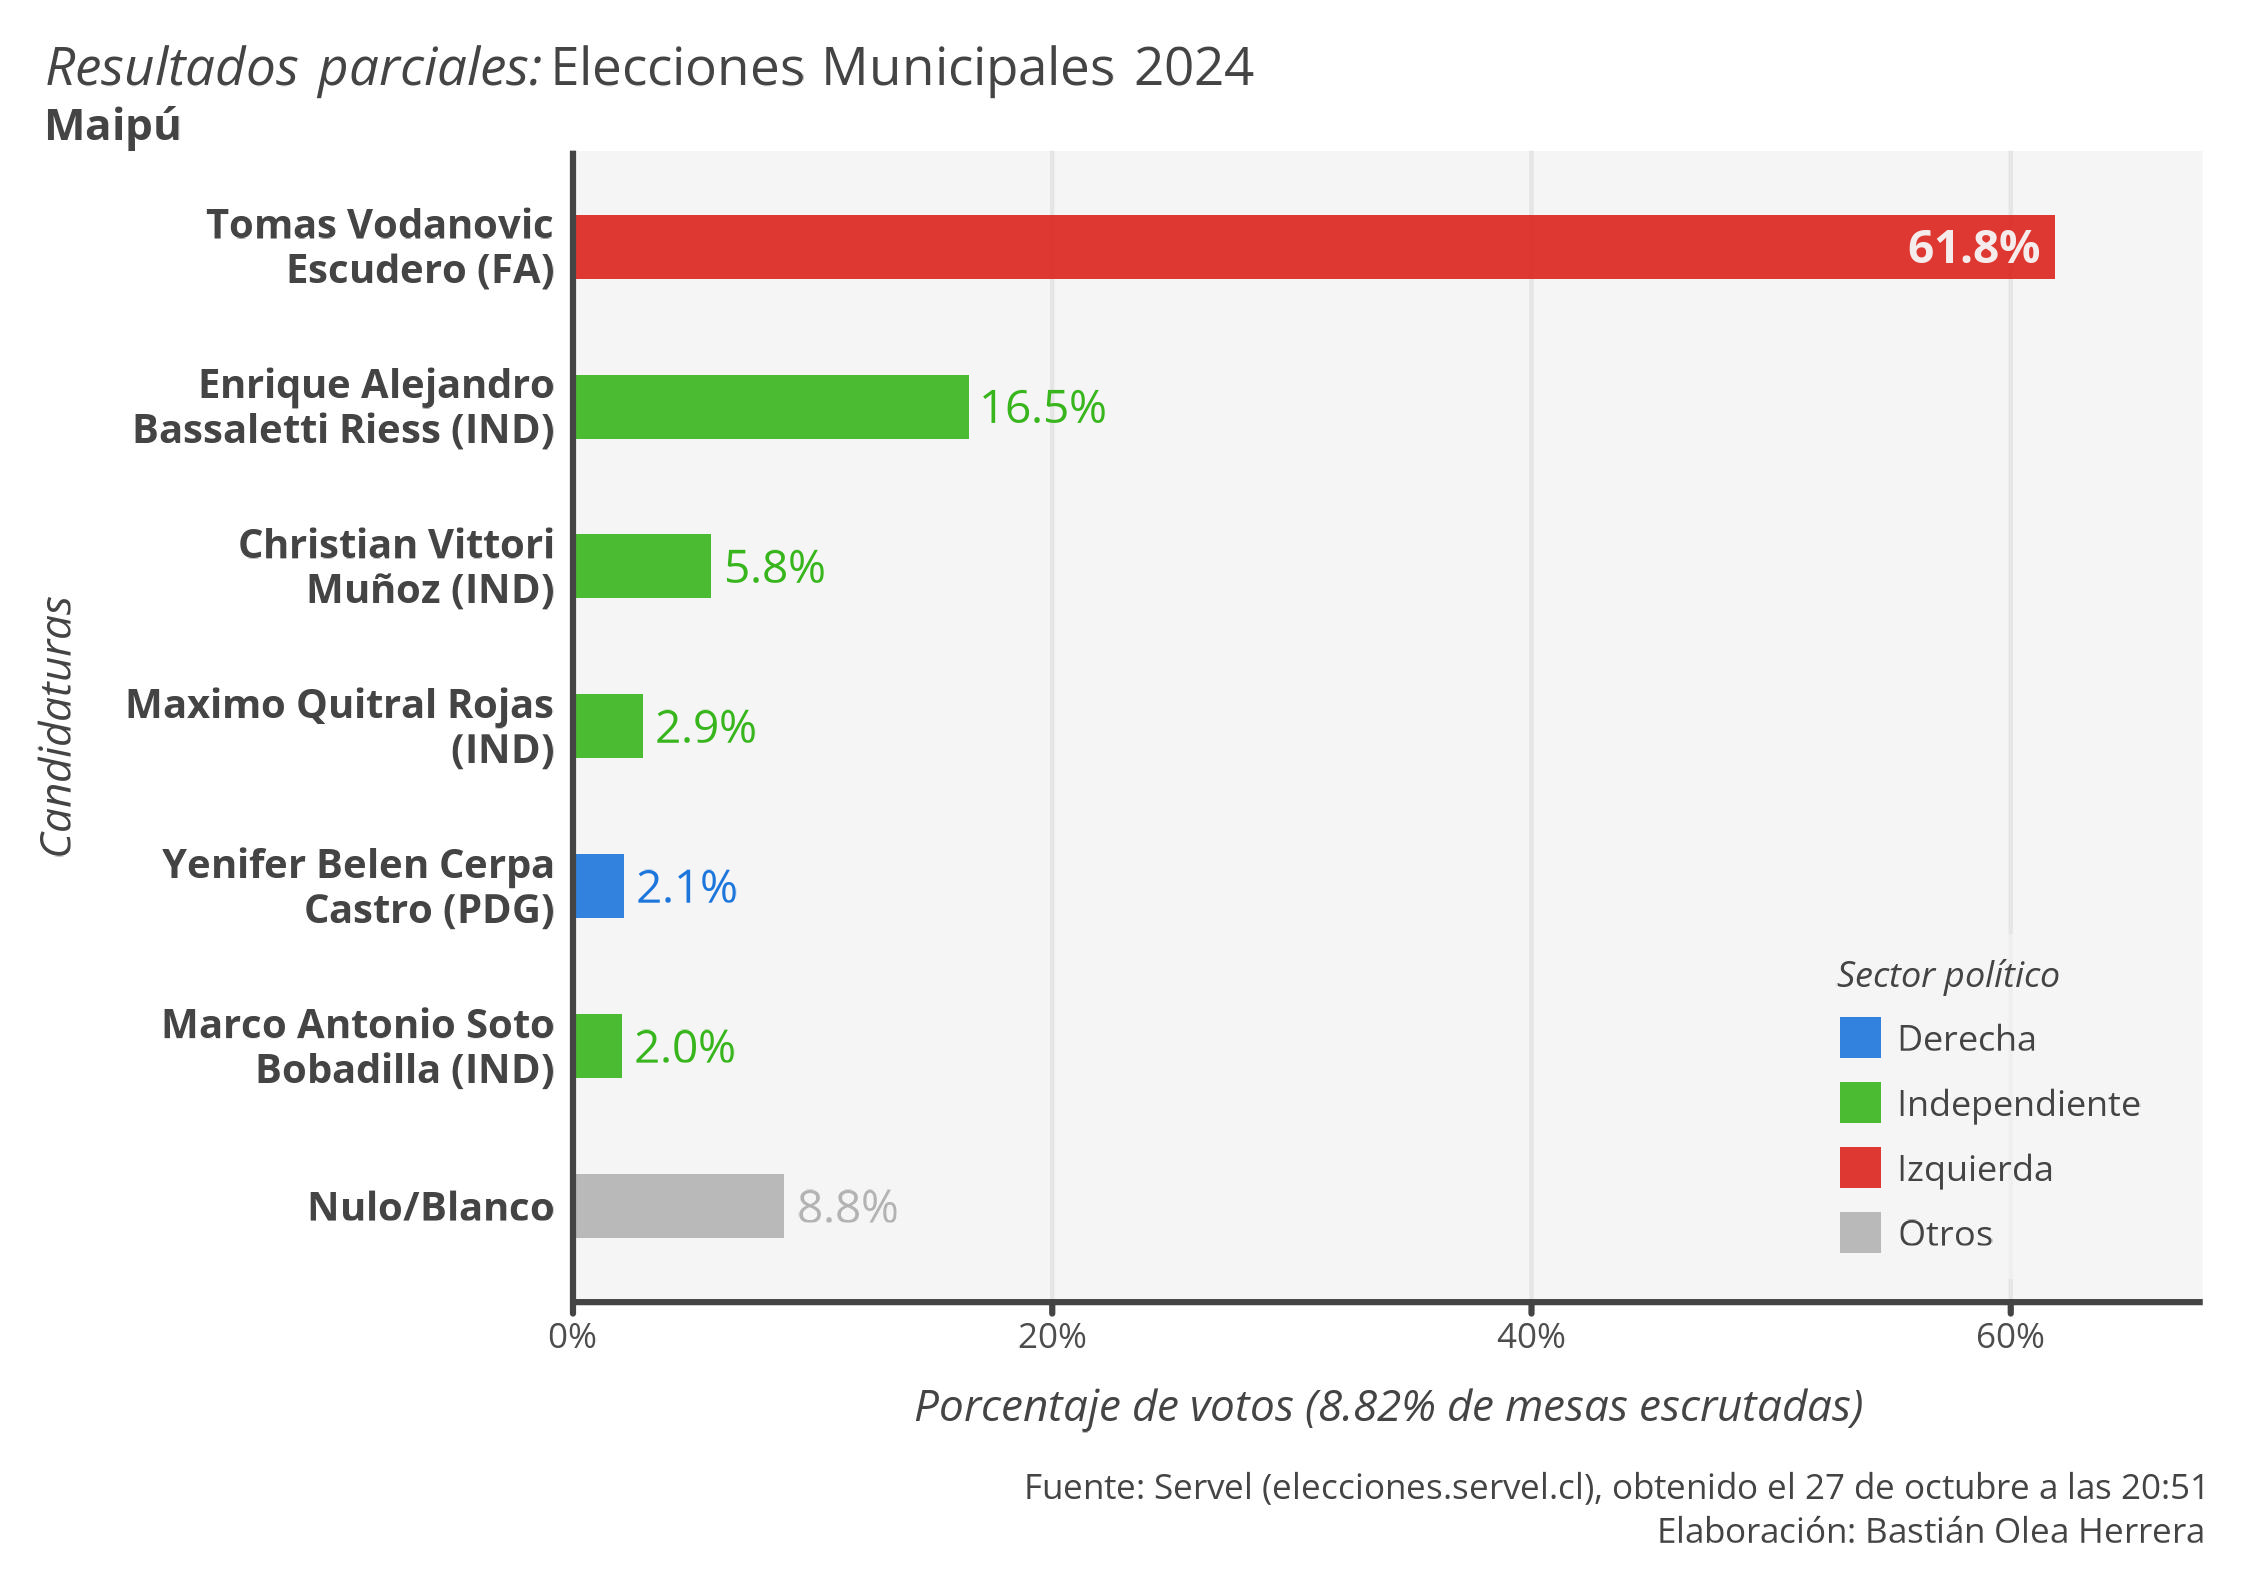 Resultados parciales: Elecciones Municipales 2024
Maipú
Candidaturas
Tomas Vodanovic
Escudero (FA)
61.8%
Enrique Alejandro
Bassaletti Riess (IND)
16.5%
Christian Vittori
Muñoz (IND)
5.8%
Maximo Quitral Rojas
(IND)
2.9%
Yenifer Belen Cerpa
Castro (PDG)
2.1%
Marco Antonio Soto
Bobadilla (IND)
2.0%
Nulo/Blanco
8.8%
Sector político
Derecha
Independiente
Izquierda
Otros
0% 20% 40% 60%
Porcentaje de votos (8.82% de mesas escrutadas)
Fuente: Servel (elecciones.servel.cl), obtenido el 27 de octubre a las 20:51
Elaboración: Bastián Olea Herrera